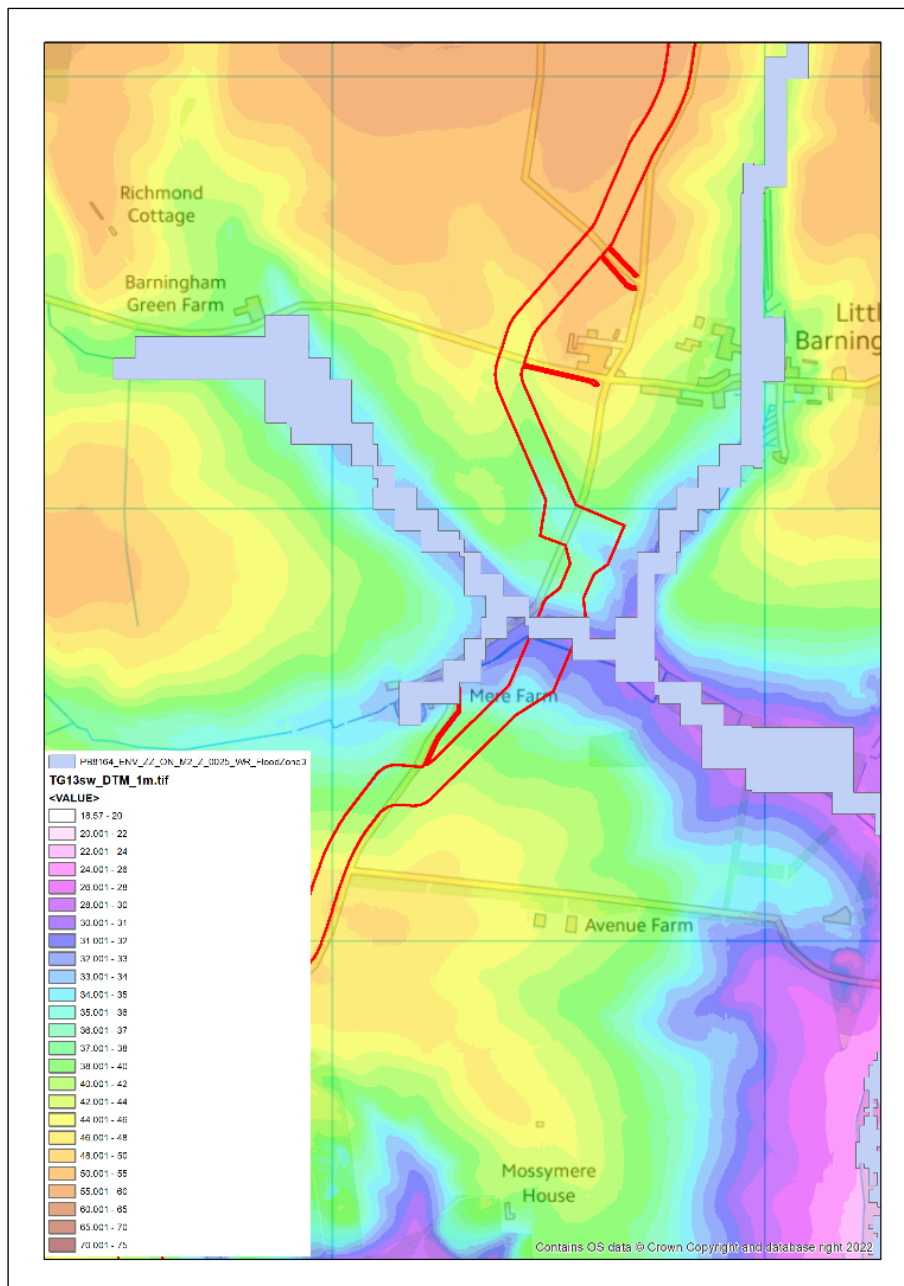 Richmond
Cottage
Barningham
Green Farm
Littl
Barningham
Mere Farm
PB8164_ENV_ZZ_ON_M2_Z_0025_WR_FloodZone3
TG13sw_DTM_1m.tif
<VALUE>
18.57 - 20
20.001 - 22
22.001 - 24
24.001 - 26
26.001 - 28
28.001 - 30
30.001 - 31
31.001 - 32
32.001 - 33
33.001 - 34
34.001 - 35
35.001 - 36
36.001 - 37
37.001 - 38
38.001 - 40
40.001 - 42
42.001 - 44
44.001 - 46
46.001 - 48
48.001 - 50
50.001 - 55
55.001 - 60
65.001 - 70
70.001 - 75
Avenue Farm
Mossymere
House
Contains OS data © Crown Copyright and database right 2022